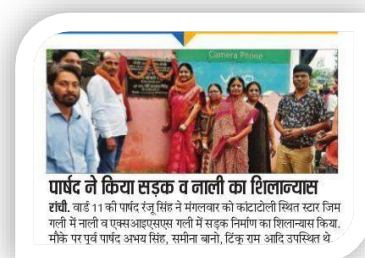 Camera Phone
पार्षद ने किया सड़क व नाली का शिलान्यास
रांची. वार्ड 11 की पार्षद रंजू सिंह ने मंगलवार को कांटाटोली स्थित स्टार जिम
गली में नाली व एक्सआइएसएस गली में सड़क निर्माण का शिलान्यास किया.
मौके पर पूर्व पार्षद अभय सिंह, समीना बानो, टिंकू राम आदि उपस्थित थे.